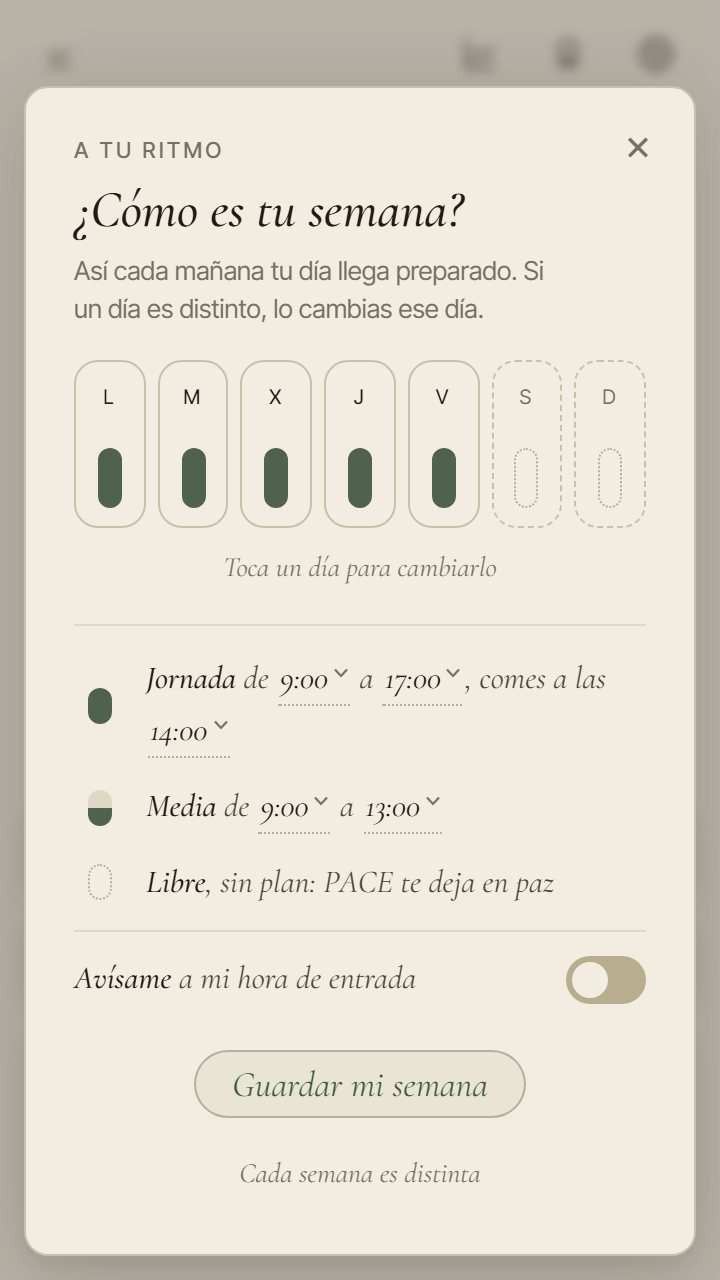 A TU RITMO
¿Cómo es tu semana?
Así cada mañana tu día llega preparado. Si
un día es distinto, lo cambias ese día.
L M X J V S D
Toca un día para cambiarlo
Jornada de 9:00 a 17:00, comes a las
14:00
Media de 9:00 a 13:00
Libre, sin plan: PACE te deja en paz
Avísame a mi hora de entrada
Guardar mi semana
Cada semana es distinta